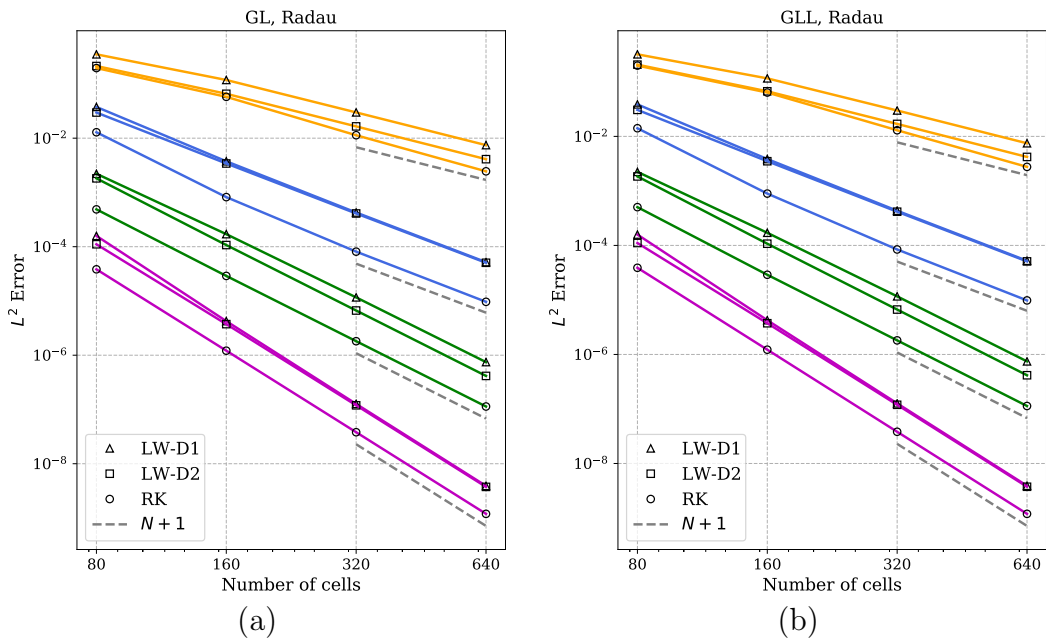 GL, Radau
L² Error
10⁻²
10⁻⁴
10⁻⁶
10⁻⁸
LW-D1
LW-D2
RK
N + 1
80 160 320 640
Number of cells
(a)
GLL, Radau
L² Error
10⁻²
10⁻⁴
10⁻⁶
10⁻⁸
LW-D1
LW-D2
RK
N + 1
80 160 320 640
Number of cells
(b)